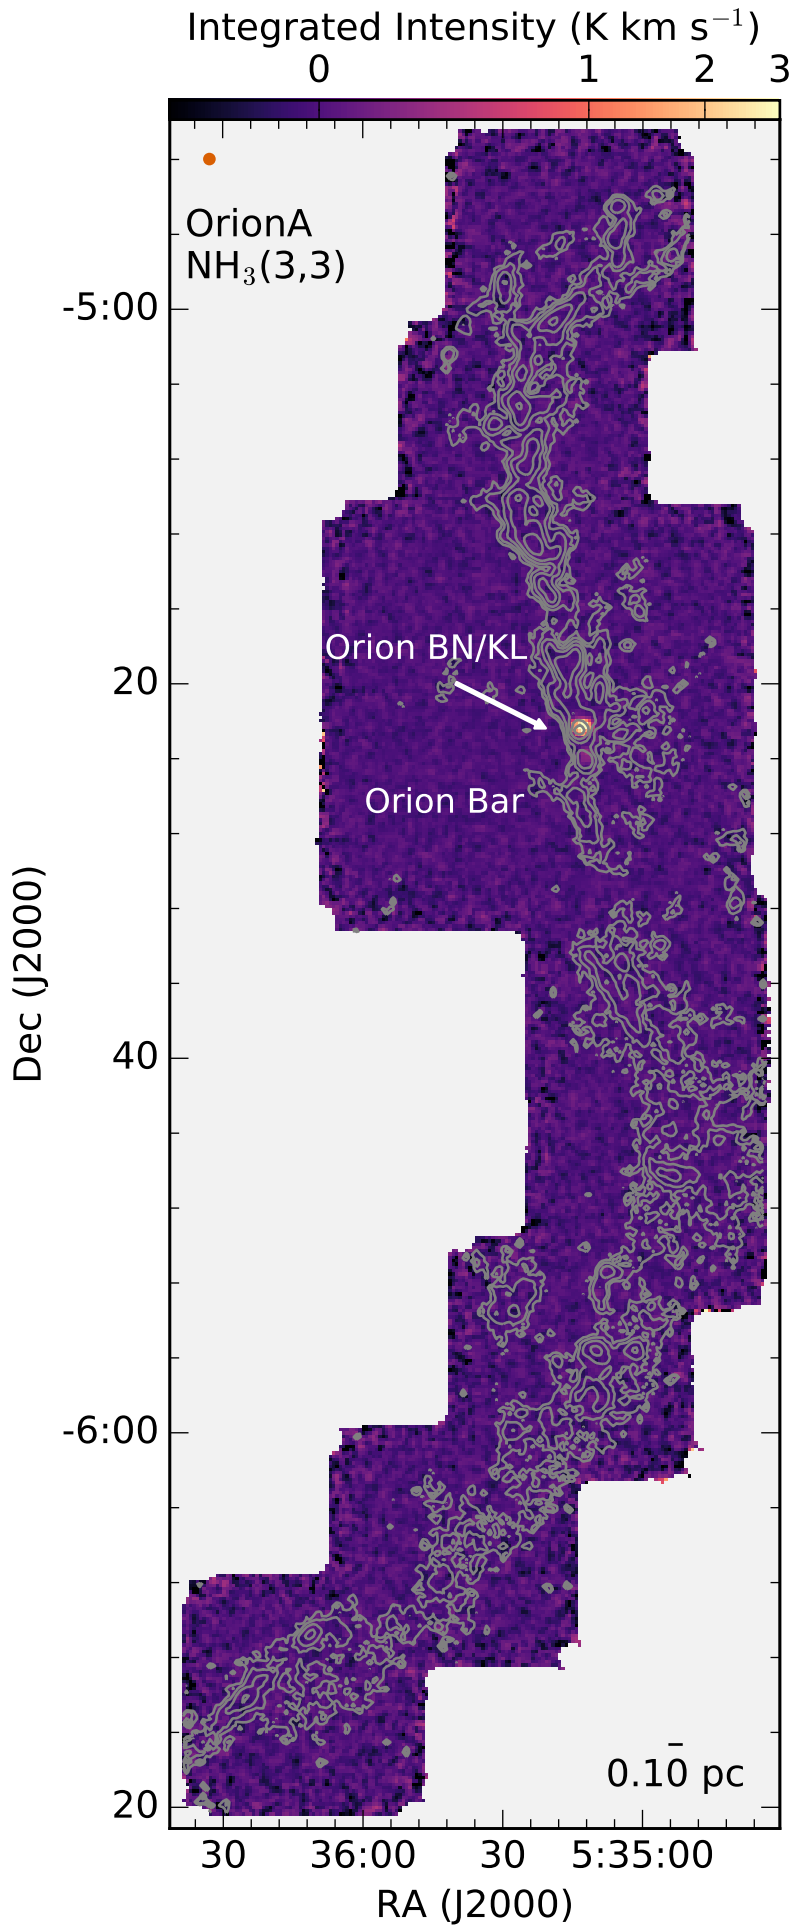 Integrated Intensity (K km s⁻¹)
0 1 2 3
OrionA
NH₃(3,3)
-5:00
Orion BN/KL
20
Orion Bar
Dec (J2000)
40
-6:00
0.10 pc
20
30 36:00 30 5:35:00
RA (J2000)